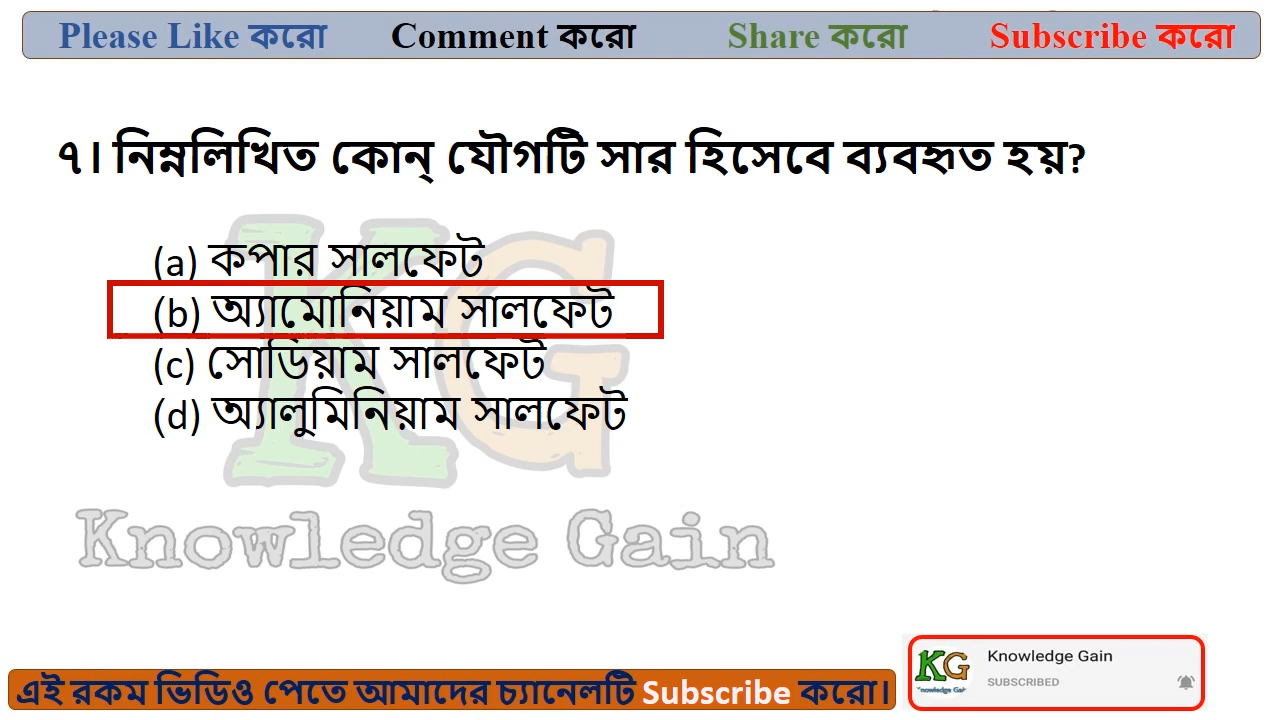 Please Like করো Comment করো Share করো Subscribe করো
৭। নিম্নলিখিত কোন্ যৌগটি সার হিসেবে ব্যবহৃত হয়?
(a) কপার সালফেট
(b) অ্যামোনিয়াম সালফেট
(c) সোডিয়াম সালফেট
(d) অ্যালুমিনিয়াম সালফেট
KG
Knowledge Gain
এই রকম ভিডিও পেতে আমাদের চ্যানেলটি Subscribe করো।
KG
Knowledge Gain
SUBSCRIBED